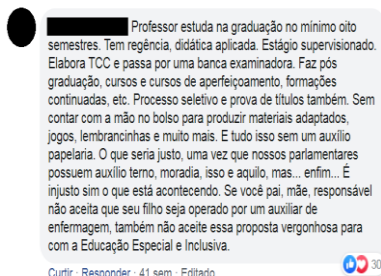 Professor estuda na graduação no mínimo oito
semestres. Tem regência, didática aplicada. Estágio supervisionado.
Elabora TCC e passa por uma banca examinadora. Faz pós
graduação, cursos e cursos de aperfeiçoamento, formações
continuadas, etc. Processo seletivo e prova de títulos também. Sem
contar com a mão no bolso para produzir materiais adaptados,
jogos, lembrancinhas e muito mais. E tudo isso sem um auxílio
papelaria. O que seria justo, uma vez que nossos parlamentares
possuem auxílio terno, moradia, isso e aquilo, mas... enfim... É
injusto sim o que está acontecendo. Se você pai, mãe, responsável
não aceita que seu filho seja operado por um auxiliar de
enfermagem, também não aceite essa proposta vergonhosa para
com a Educação Especial e Inclusiva.
Curtir · Responder · 41 sem · Editado
30